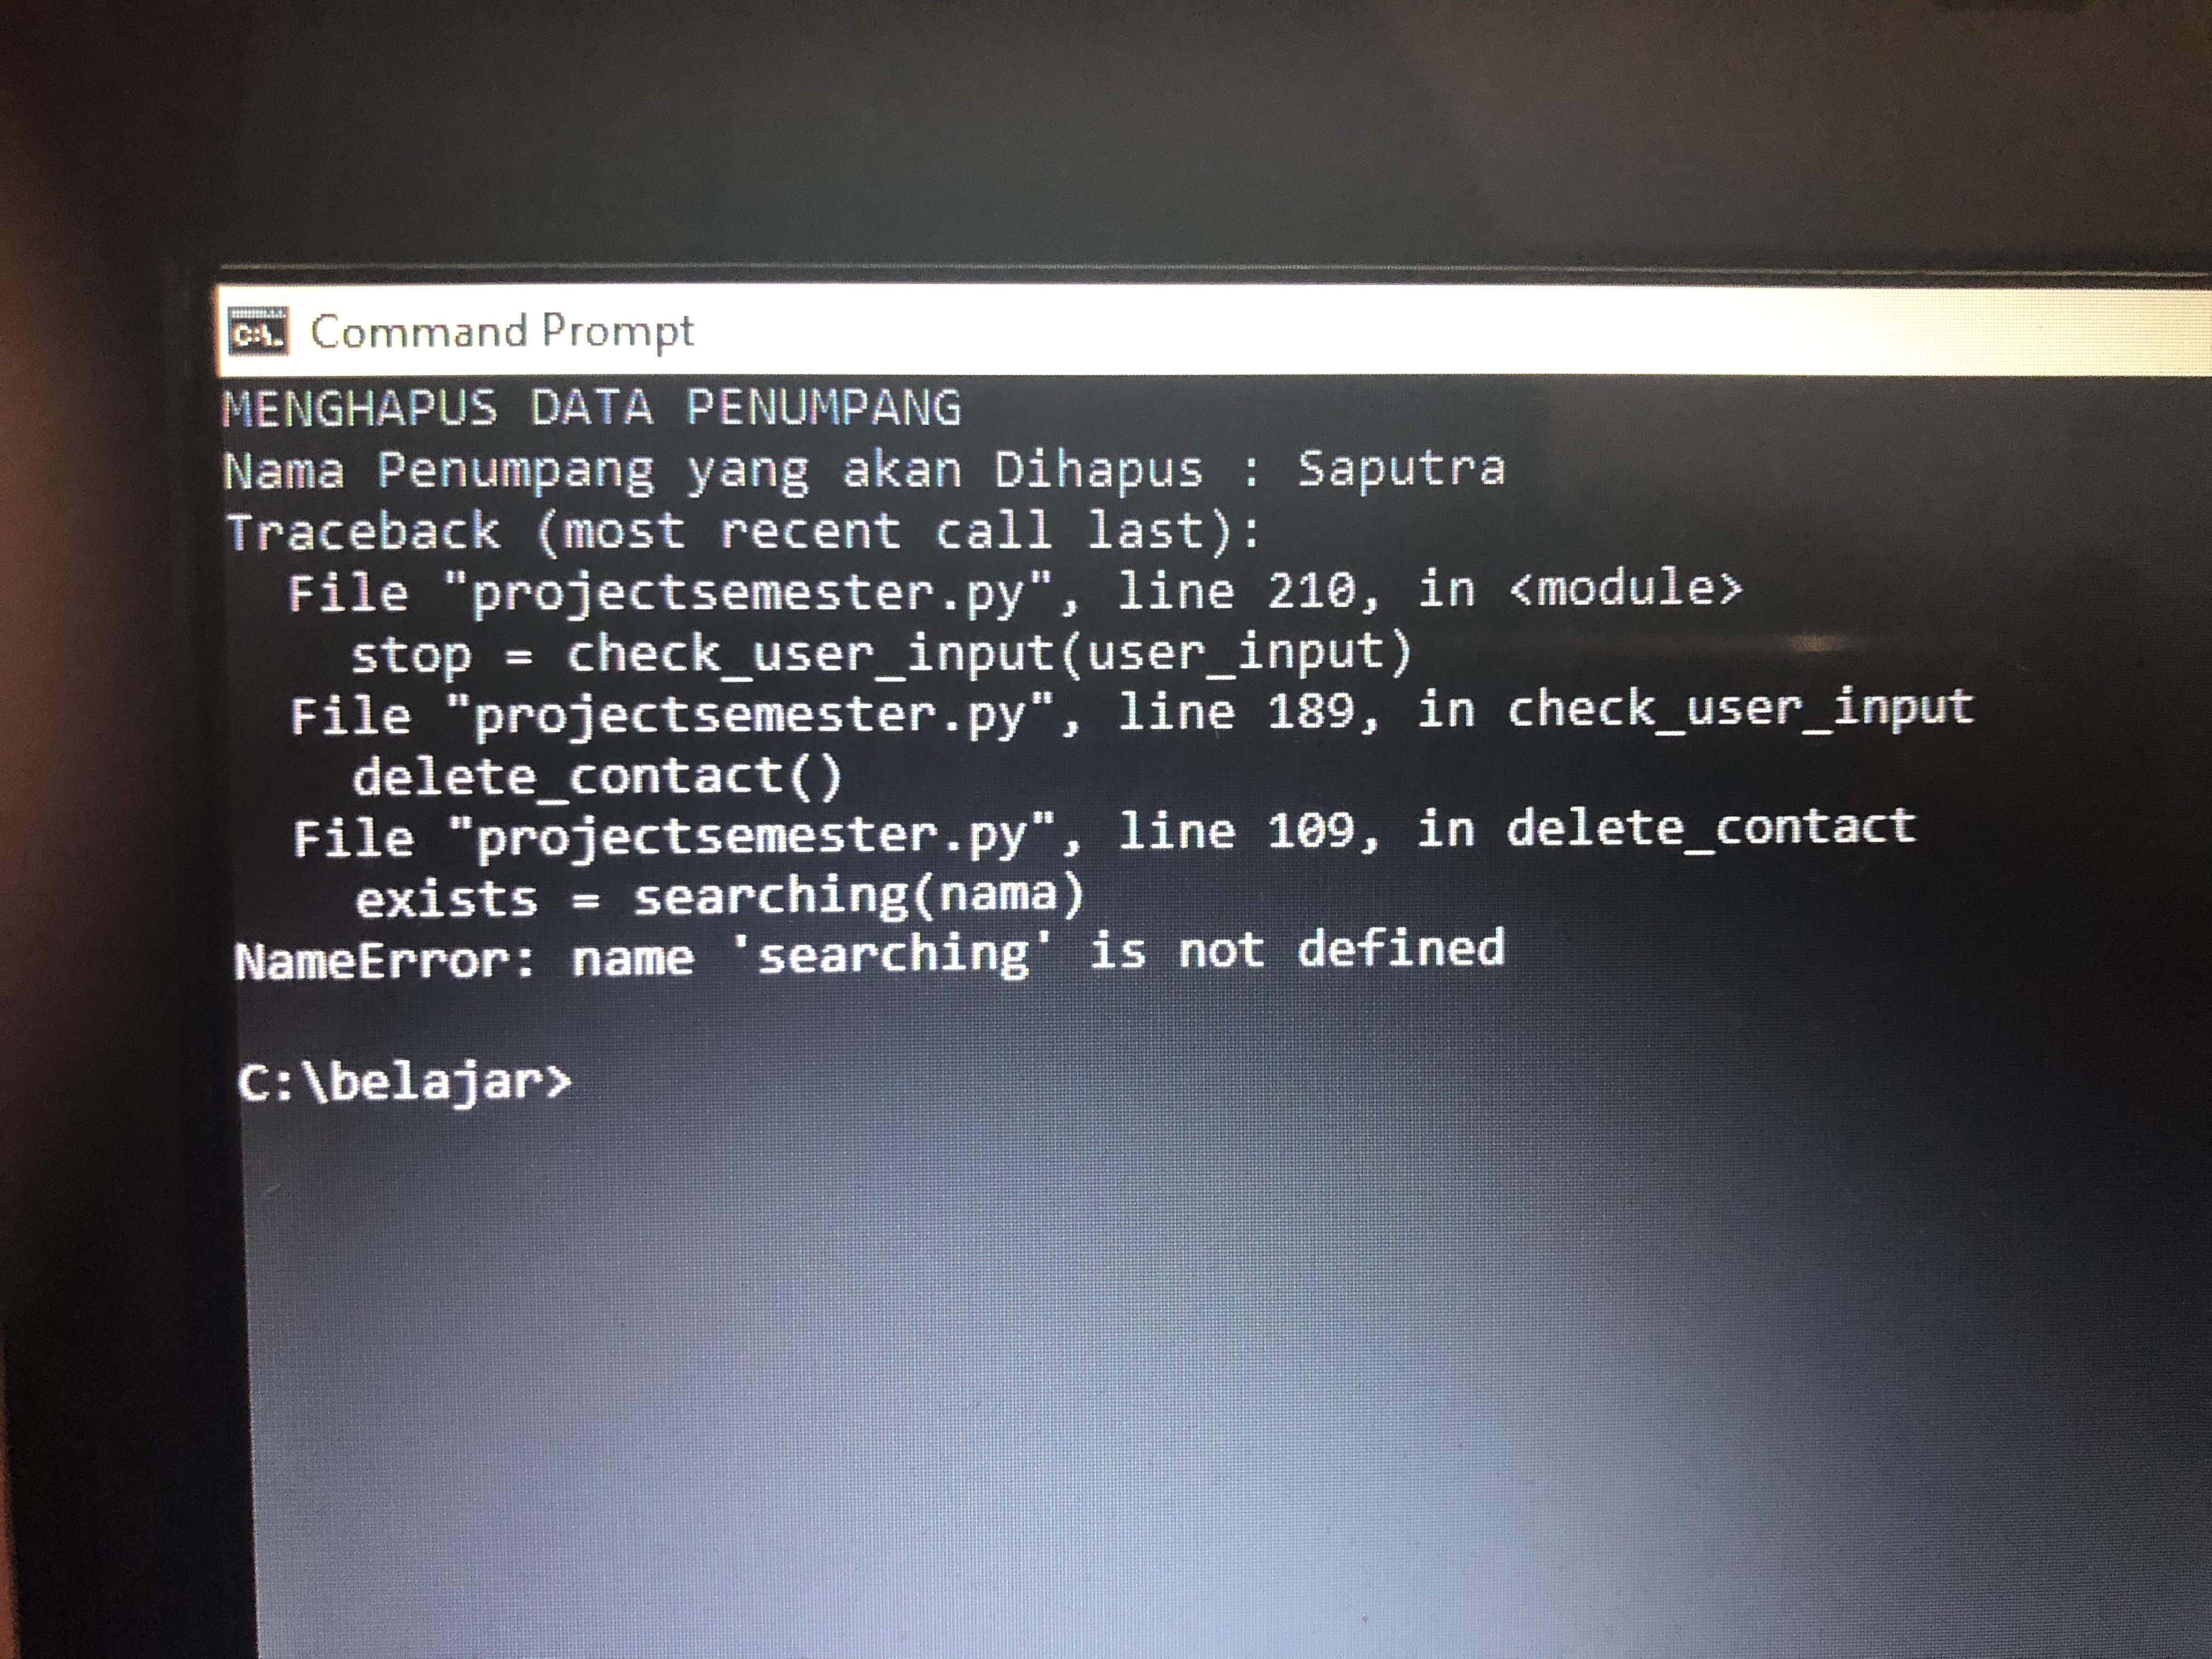 C:\.
Command Prompt
MENGHAPUS DATA PENUMPANG
Nama Penumpang yang akan Dihapus : Saputra
Traceback (most recent call last):
  File "projectsemester.py", line 210, in <module>
    stop = check_user_input(user_input)
  File "projectsemester.py", line 189, in check_user_input
    delete_contact()
  File "projectsemester.py", line 109, in delete_contact
    exists = searching(nama)
NameError: name 'searching' is not defined
C:\belajar>